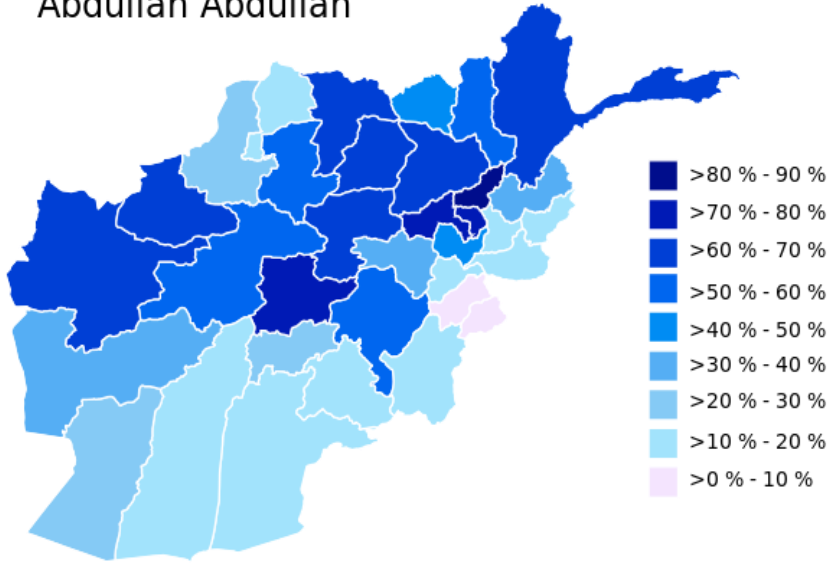 Abdullah Abdullah
>80 % - 90 %
>70 % - 80 %
>60 % - 70 %
>50 % - 60 %
>40 % - 50 %
>30 % - 40 %
>20 % - 30 %
>10 % - 20 %
>0 % - 10 %